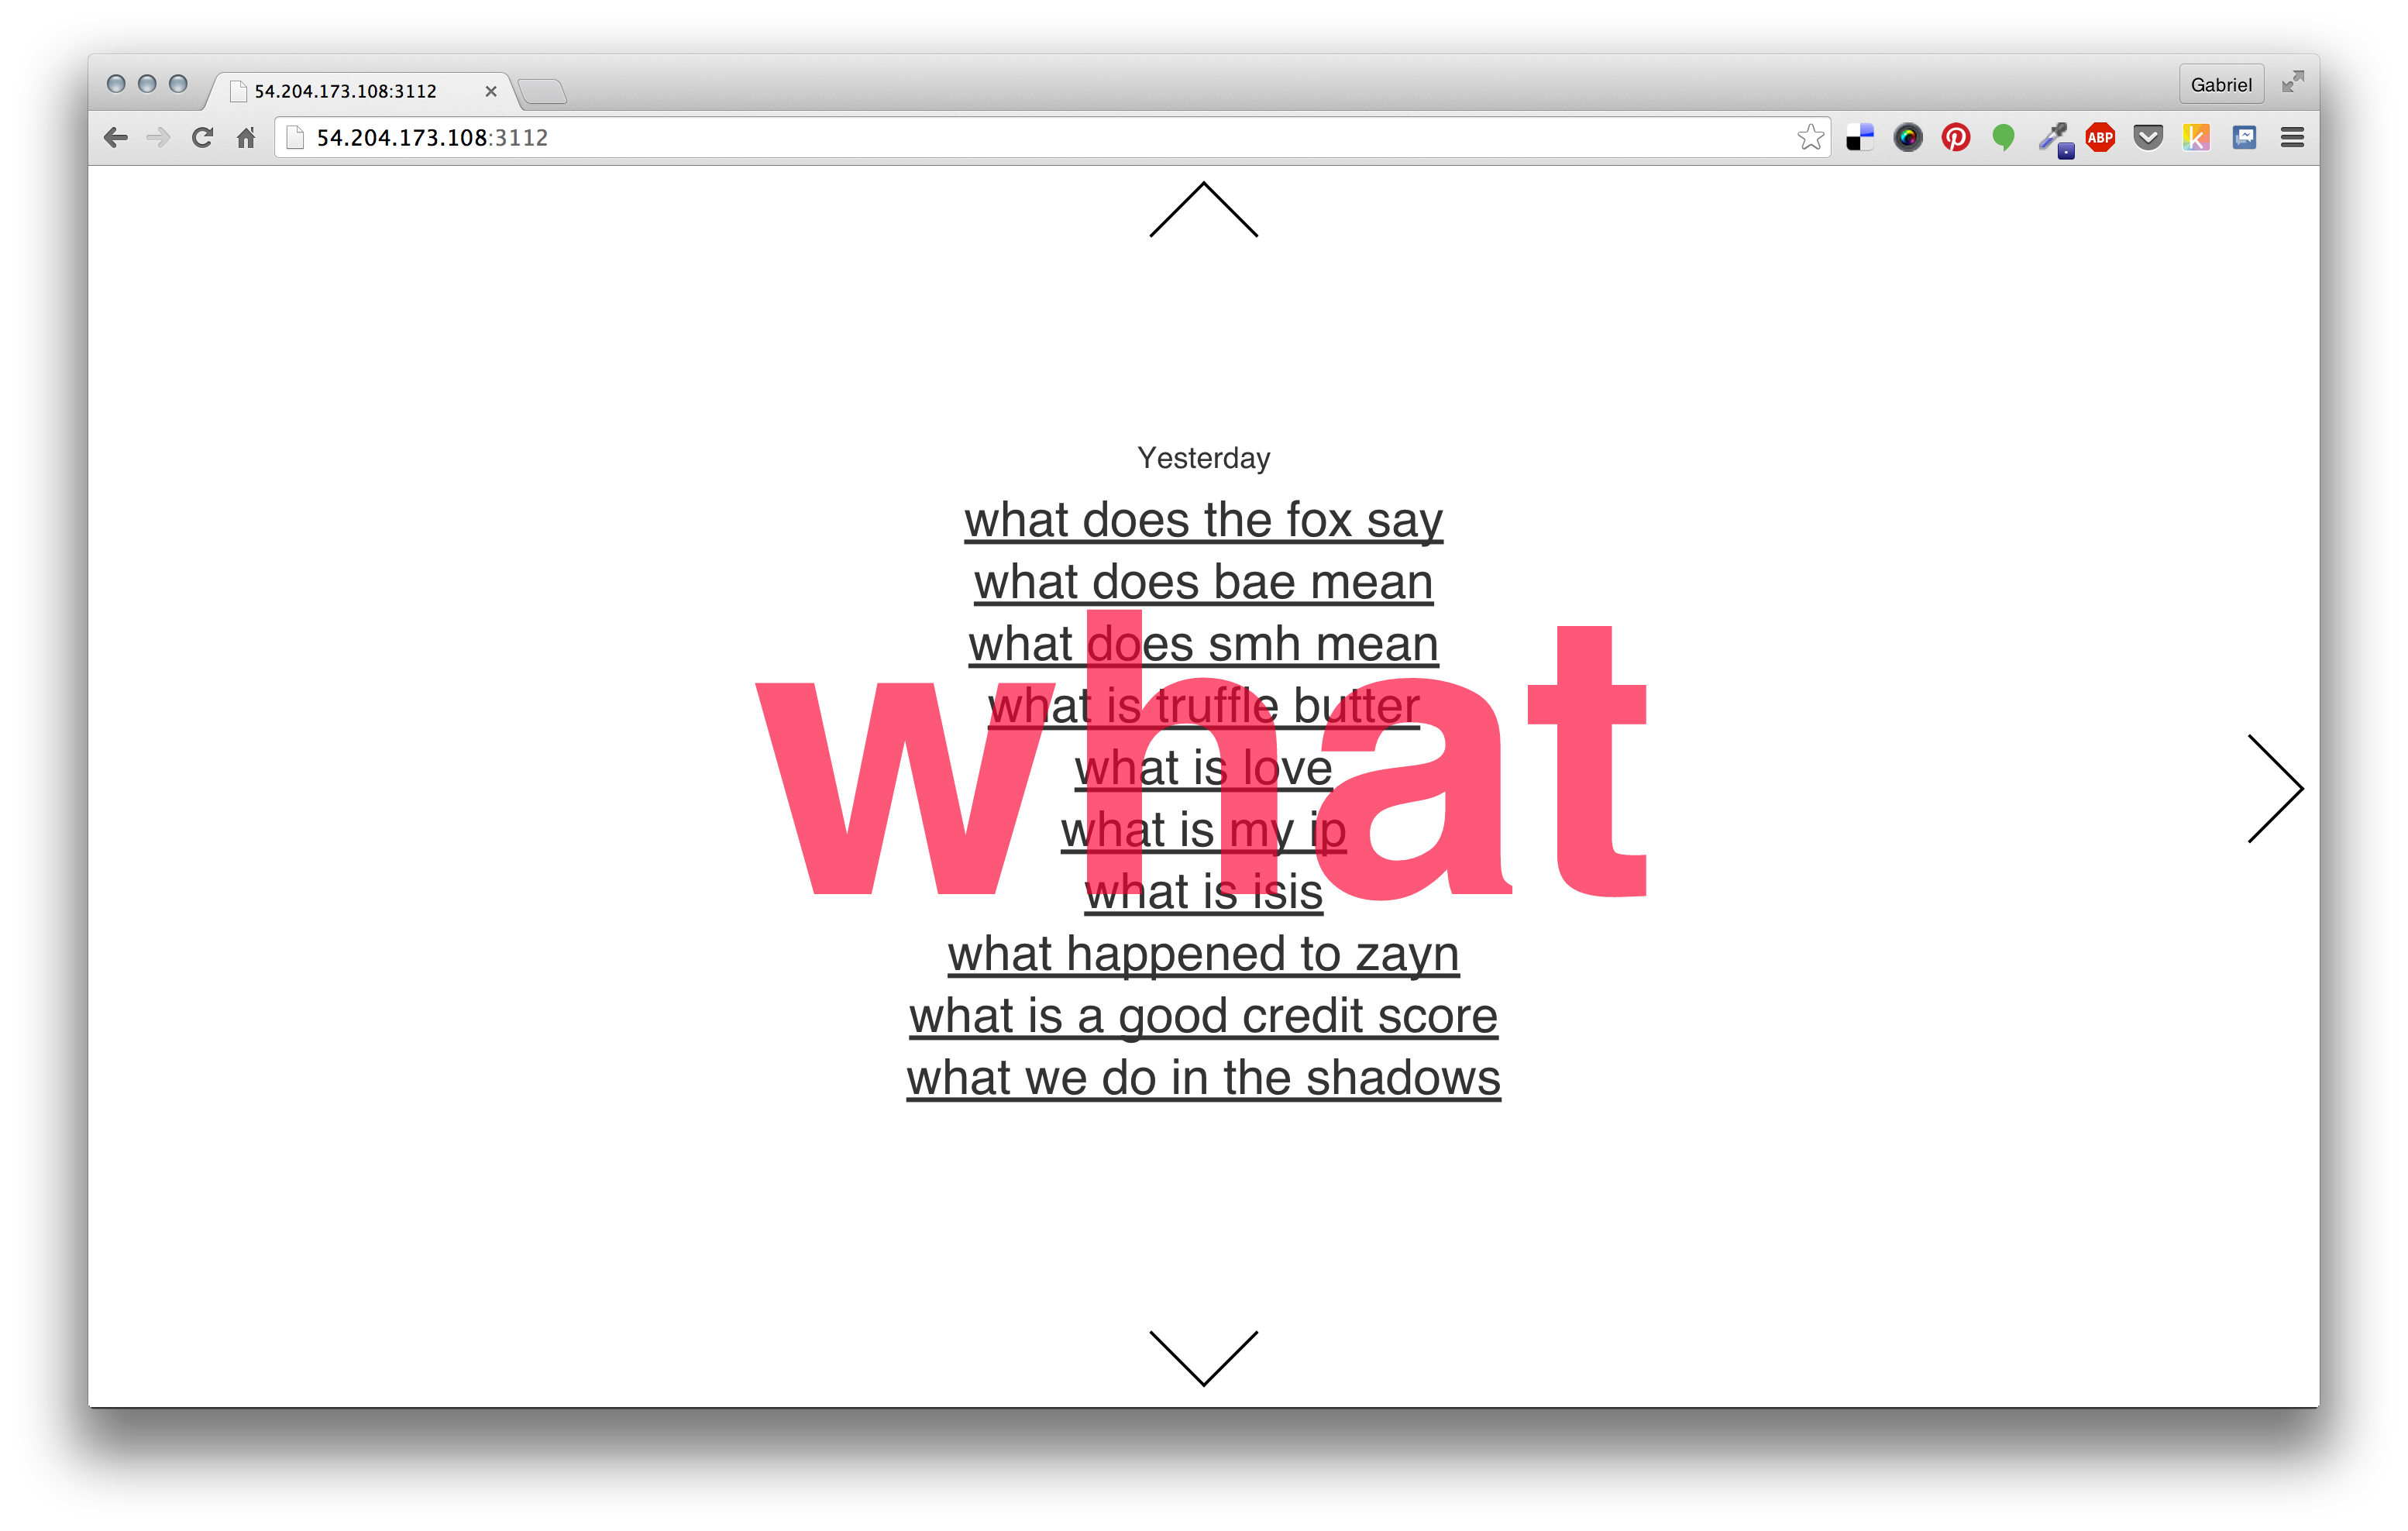 54.204.173.108:3112
Gabriel
54.204.173.108:3112
ABP
k
Yesterday
what does the fox say
what does bae mean
what does smh mean
what is truffle butter
what is love
what is my ip
what is isis
what happened to zayn
what is a good credit score
what we do in the shadows
what